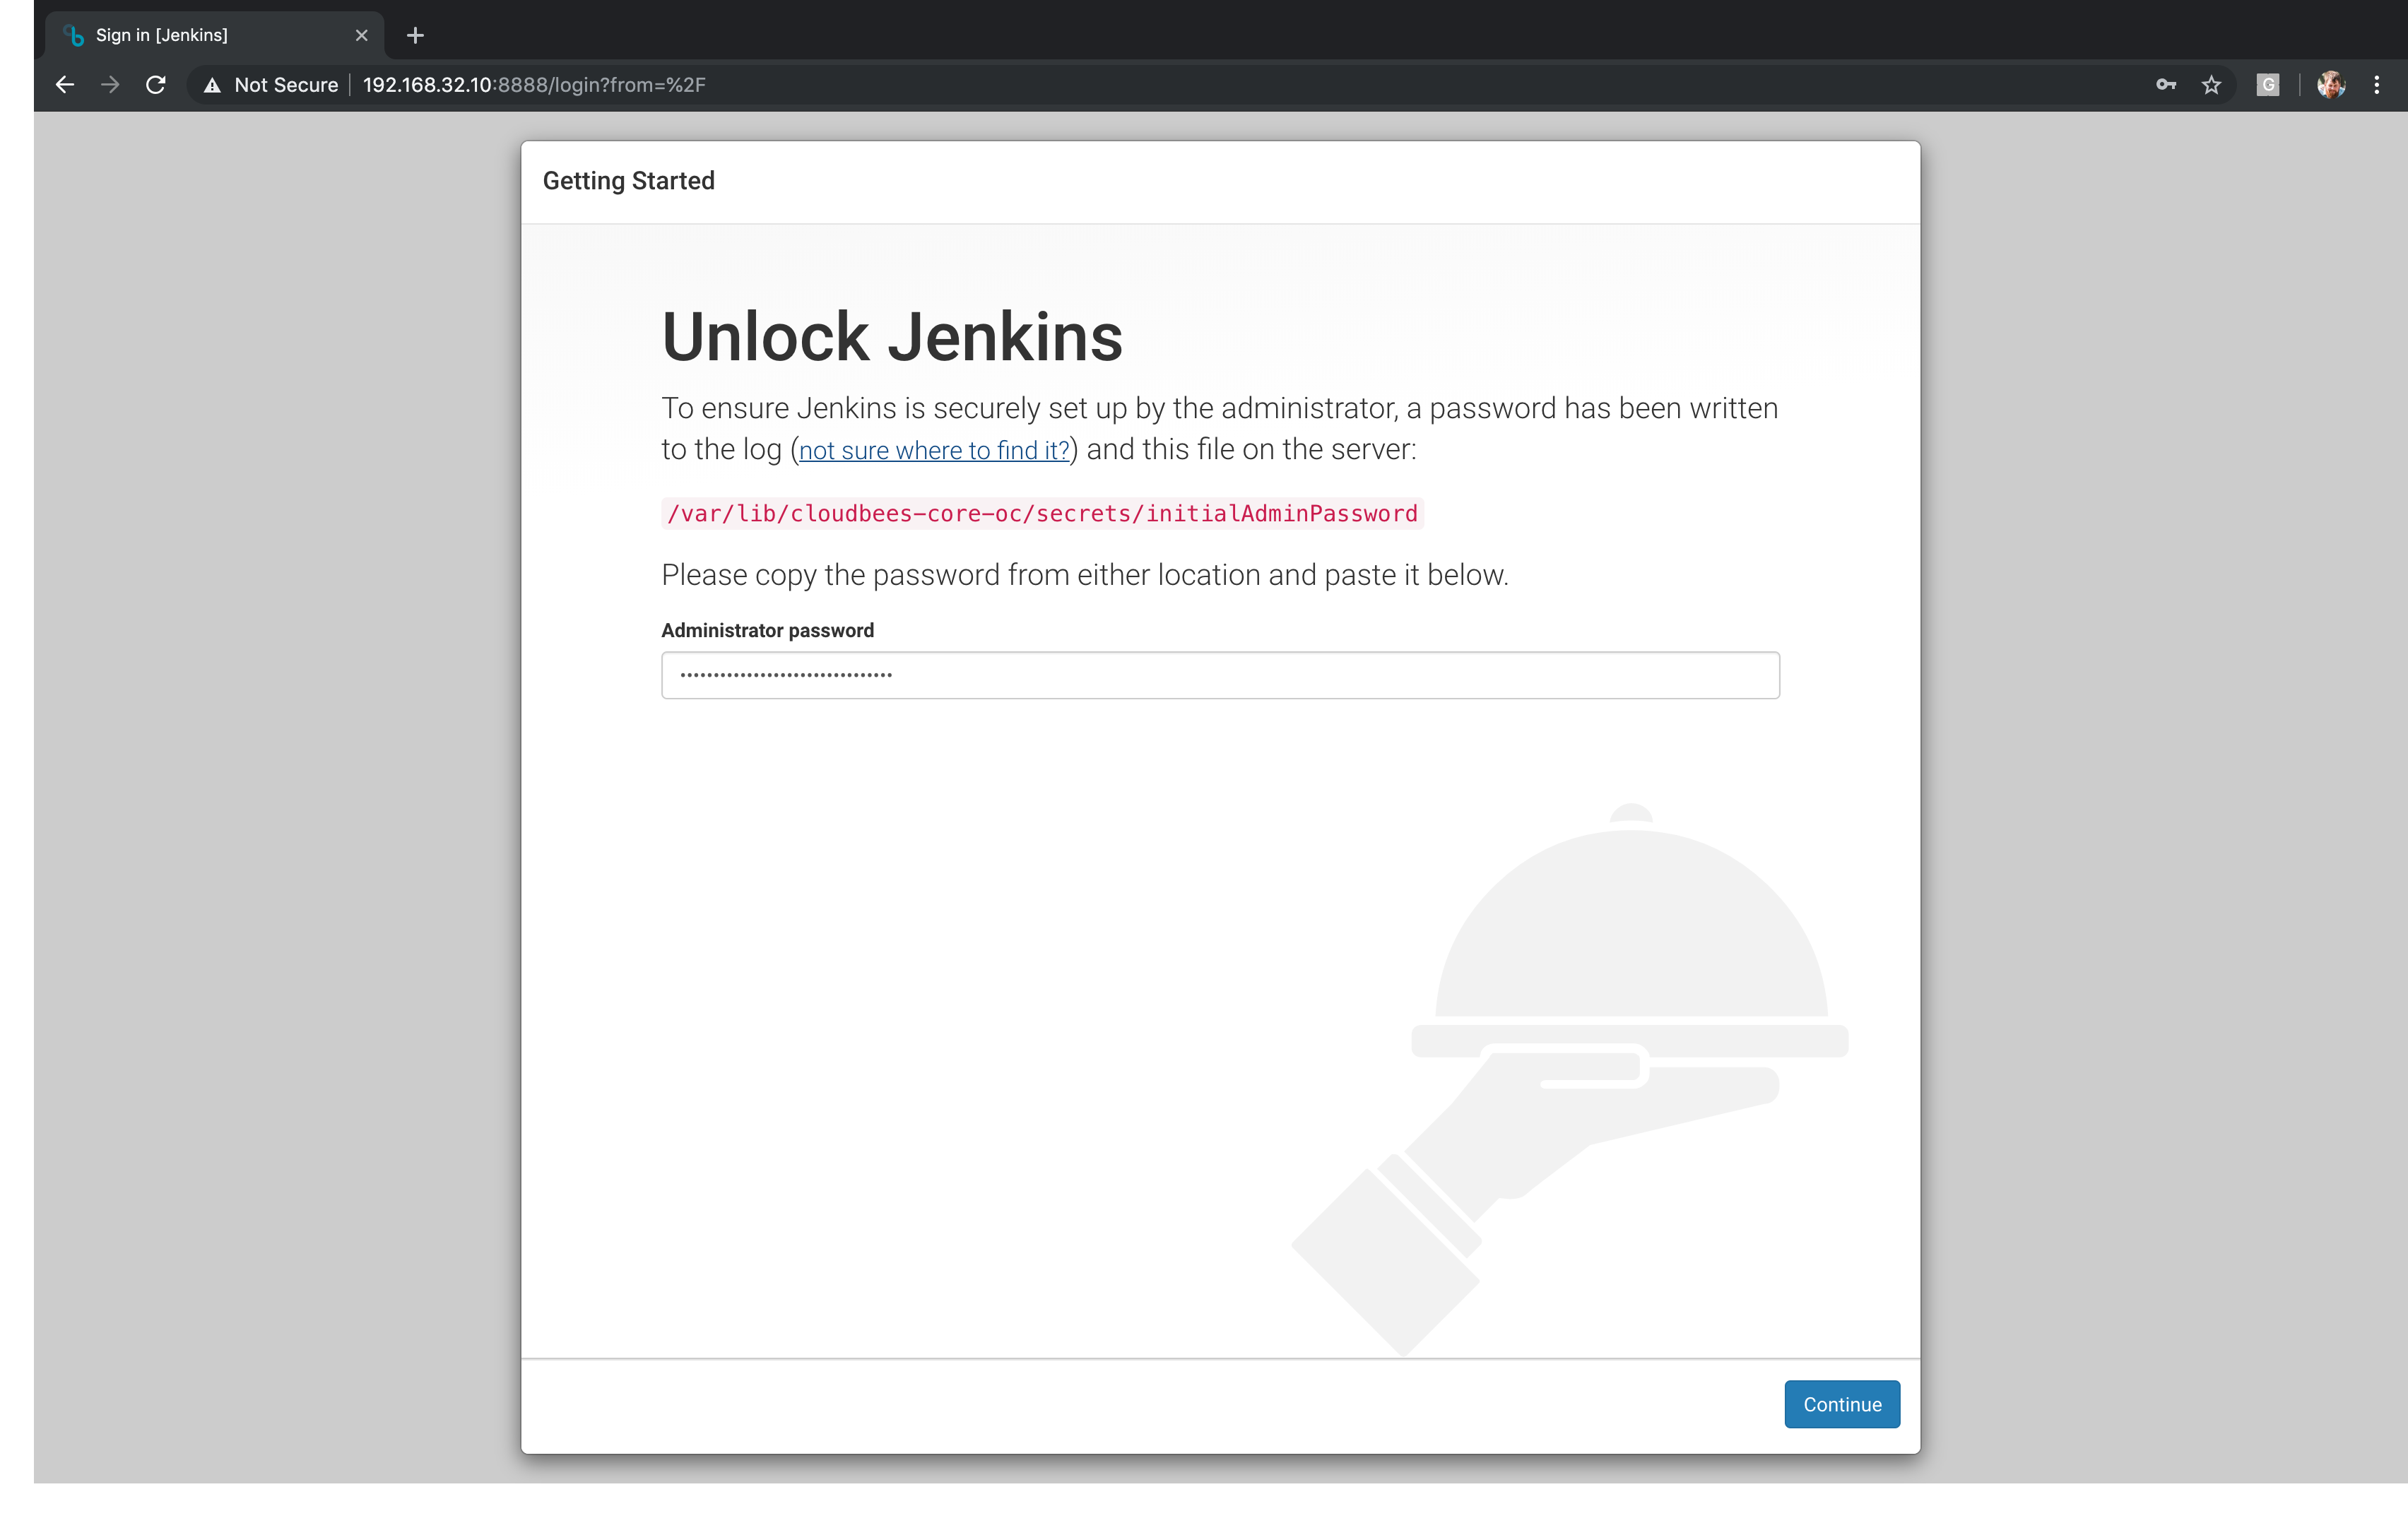 Sign in [Jenkins]
Not Secure | 192.168.32.10:8888/login?from=%2F
G
Getting Started
Unlock Jenkins
To ensure Jenkins is securely set up by the administrator, a password has been written
to the log (not sure where to find it?) and this file on the server:
/var/lib/cloudbees-core-oc/secrets/initialAdminPassword
Please copy the password from either location and paste it below.
Administrator password
••••••••••••••••••••••••••••••••
Continue